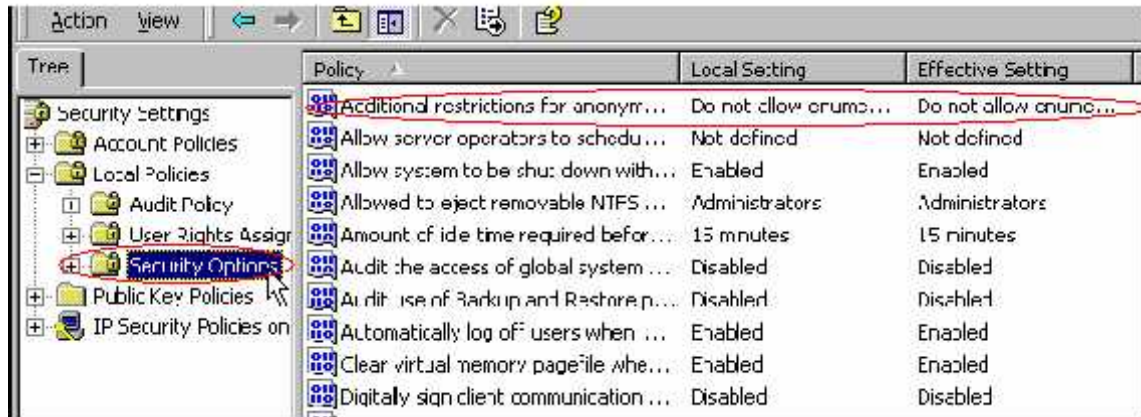 Action View
Tree
Policy Local Setting Effective Setting
Security Settings
Account Policies
Local Policies
Audit Policy
User Rights Assign
Security Options
Public Key Policies
IP Security Policies on
Additional restrictions for anonym... Do not allow enume... Do not allow enume...
Allow server operators to schedu... Not defined Not defined
Allow system to be shut down with... Enabled Enabled
Allowed to eject removable NTFS ... Administrators Administrators
Amount of idle time required befor... 15 minutes 15 minutes
Audit the access of global system ... Disabled Disabled
Audit use of Backup and Restore p... Disabled Disabled
Automatically log off users when ... Enabled Enabled
Clear virtual memory pagefile whe... Enabled Enabled
Digitally sign client communication ... Disabled Disabled